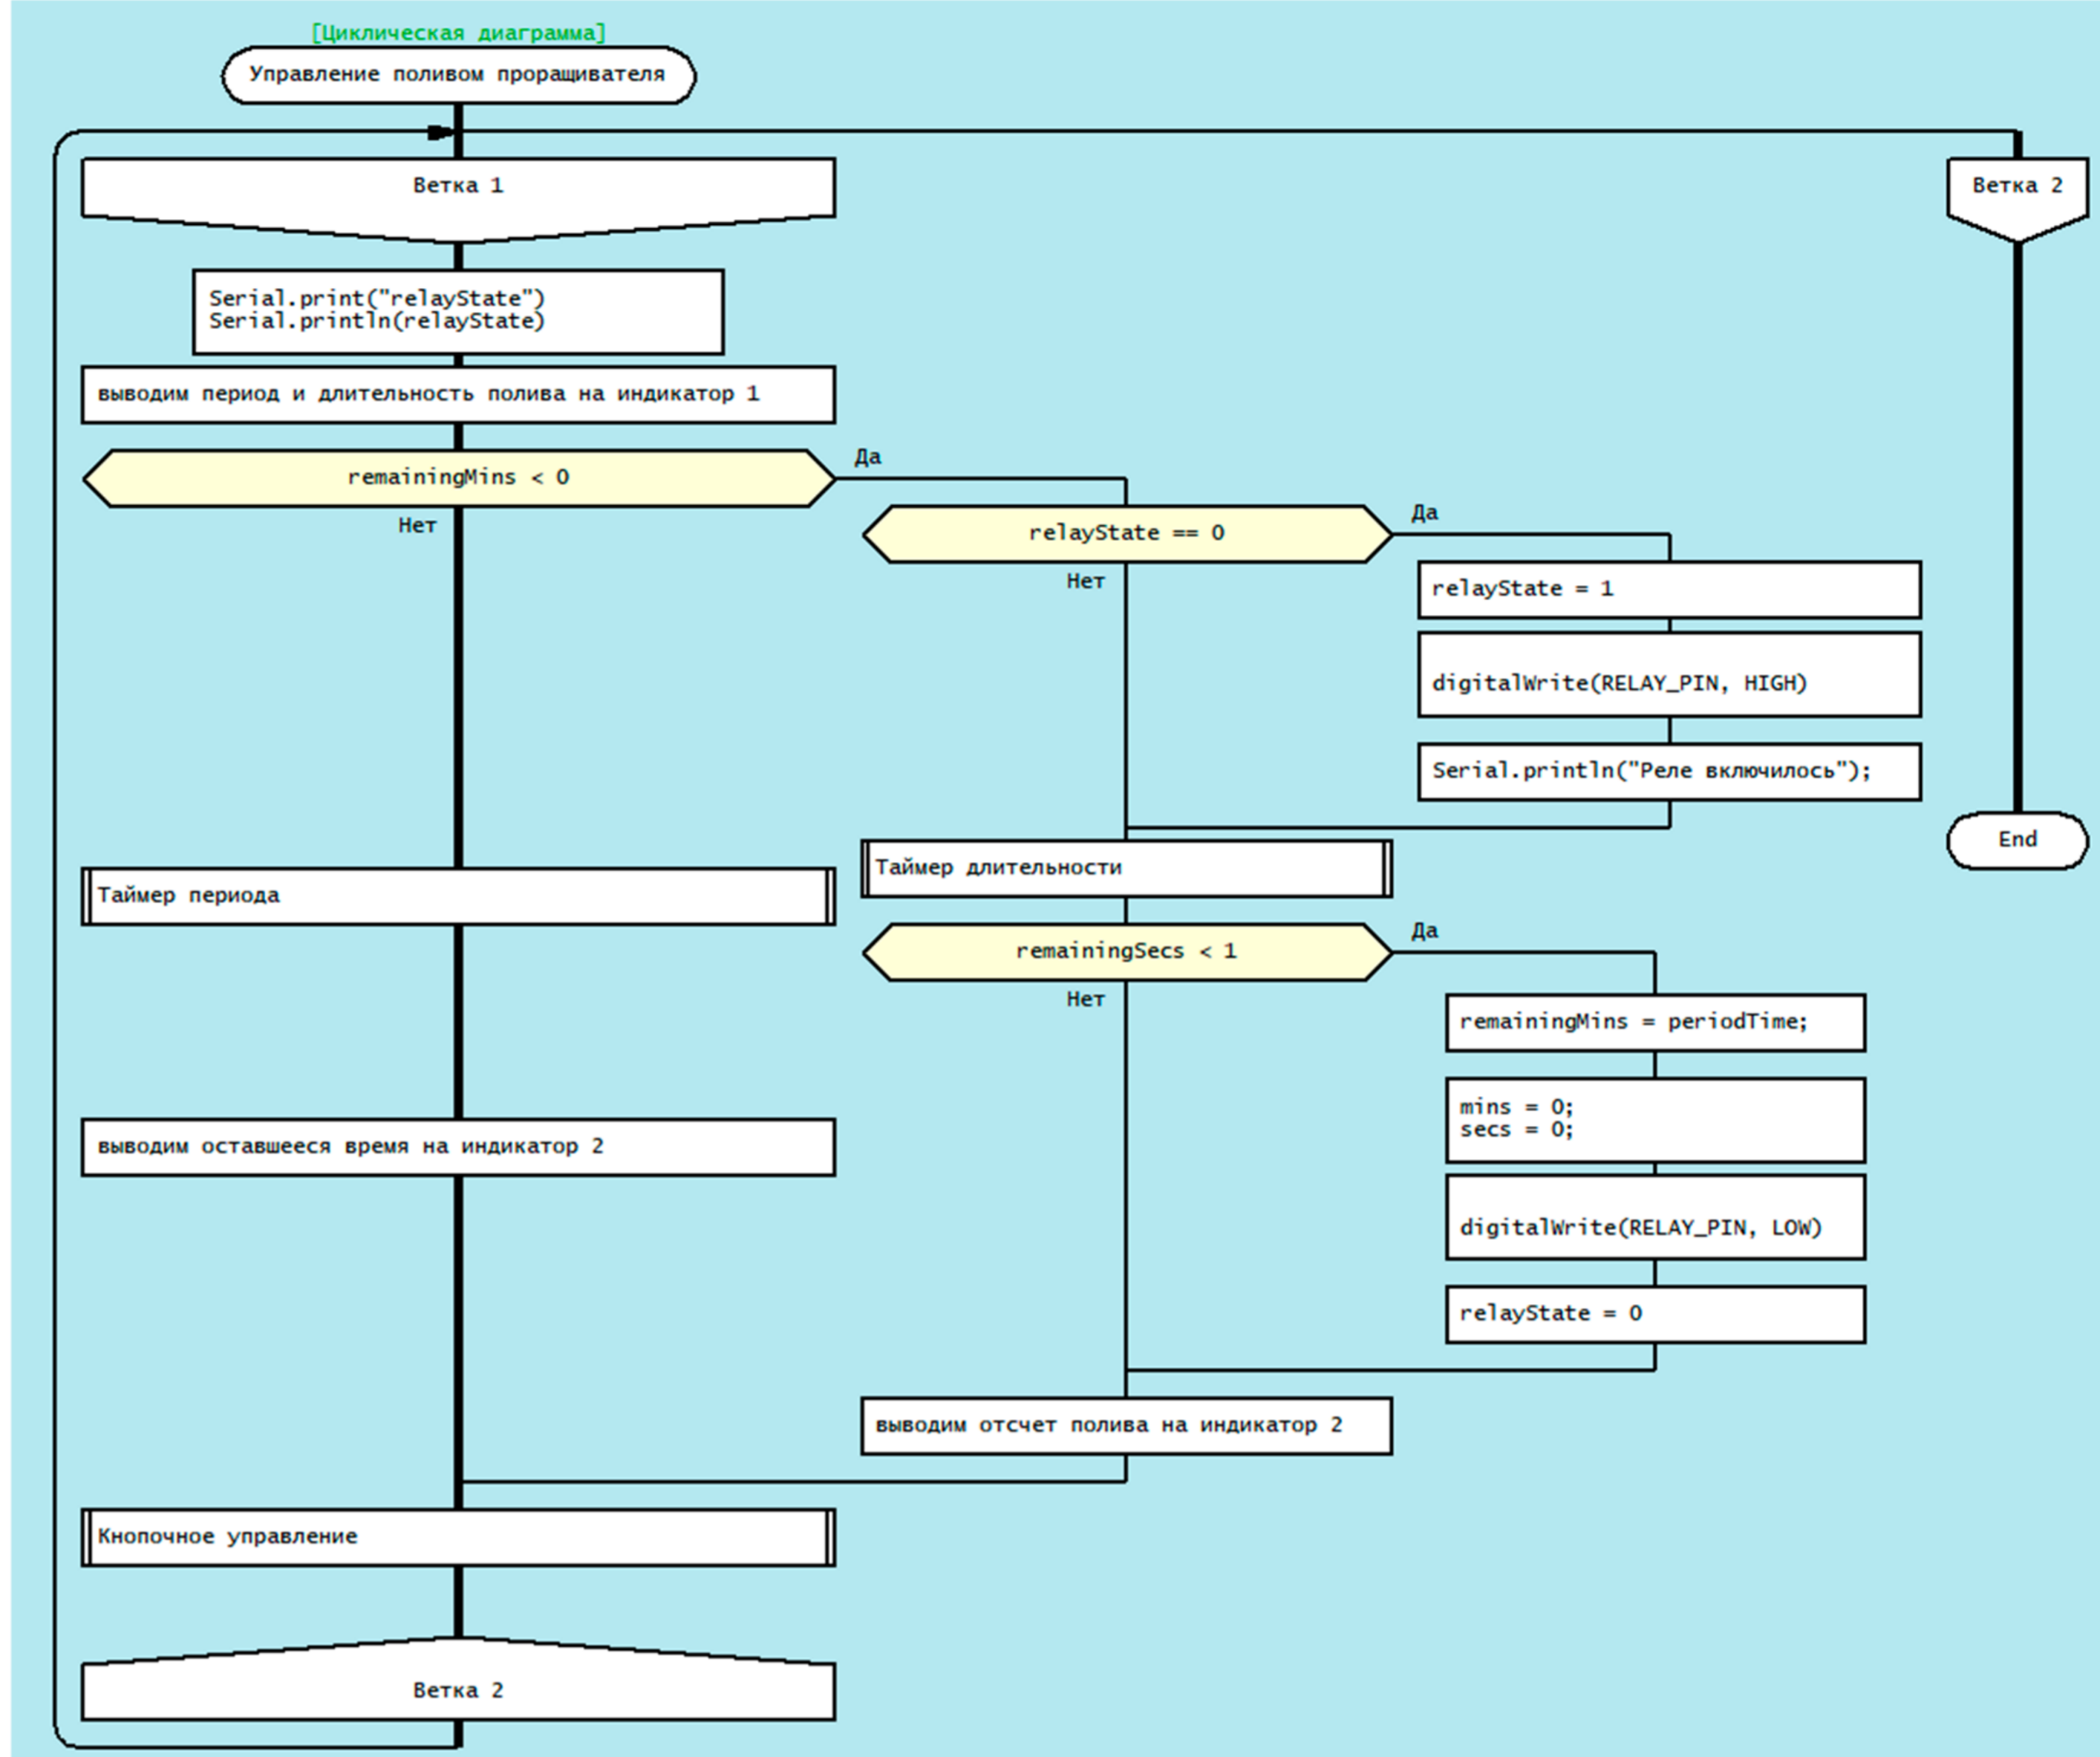 [Циклическая диаграмма]
Управление поливом проращивателя
Ветка 1
Ветка 2
Serial.print("relayState")
Serial.println(relayState)
выводим период и длительность полива на индикатор 1
remainingMins < 0
Да
Нет
relayState == 0
Да
Нет
relayState = 1
digitalWrite(RELAY_PIN, HIGH)
Serial.println("Реле включилось");
End
Таймер длительности
Таймер периода
remainingSecs < 1
Да
Нет
remainingMins = periodTime;
mins = 0;
secs = 0;
выводим оставшееся время на индикатор 2
digitalWrite(RELAY_PIN, LOW)
relayState = 0
выводим отсчет полива на индикатор 2
Кнопочное управление
Ветка 2